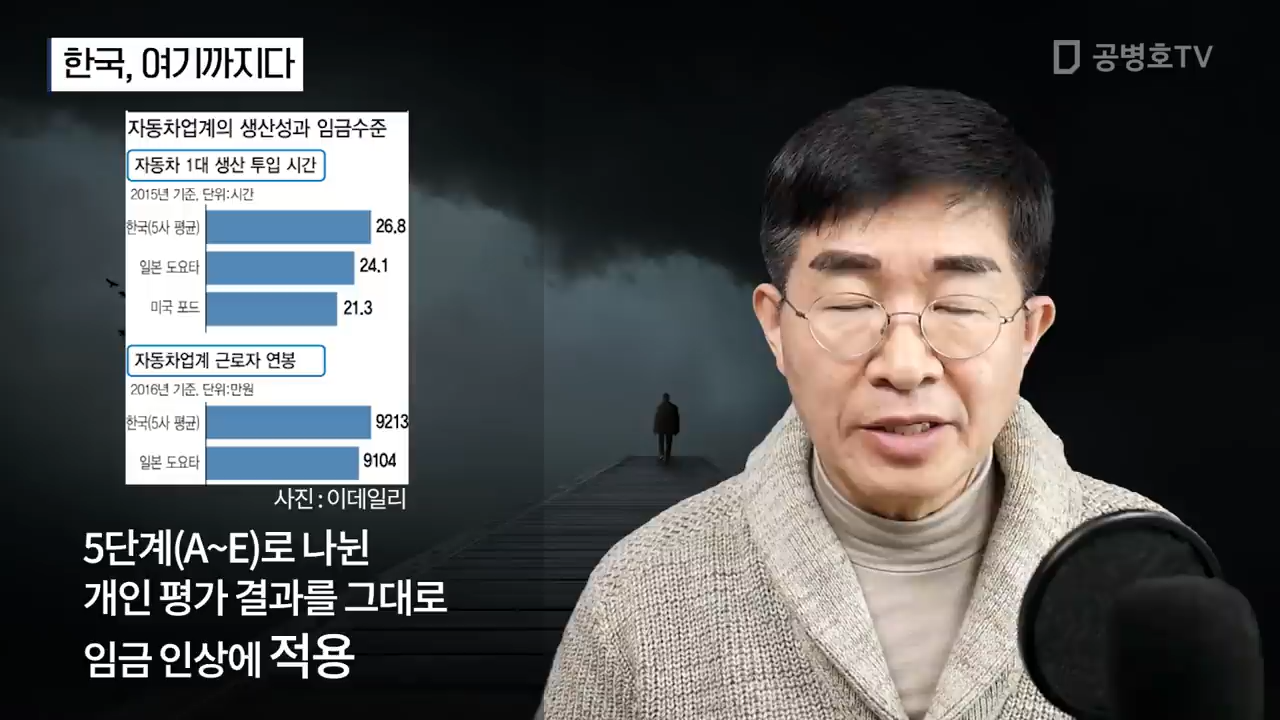 한국, 여기까지다
공병호TV
자동차업계의 생산성과 임금수준
자동차 1대 생산 투입 시간
2015년 기준, 단위:시간
한국(5사 평균) 26.8
일본 도요타 24.1
미국 포드 21.3
자동차업계 근로자 연봉
2016년 기준, 단위:만원
한국(5사 평균) 9213
일본 도요타 9104
사진 : 이데일리
5단계(A~E)로 나뉜
개인 평가 결과를 그대로
임금 인상에 적용